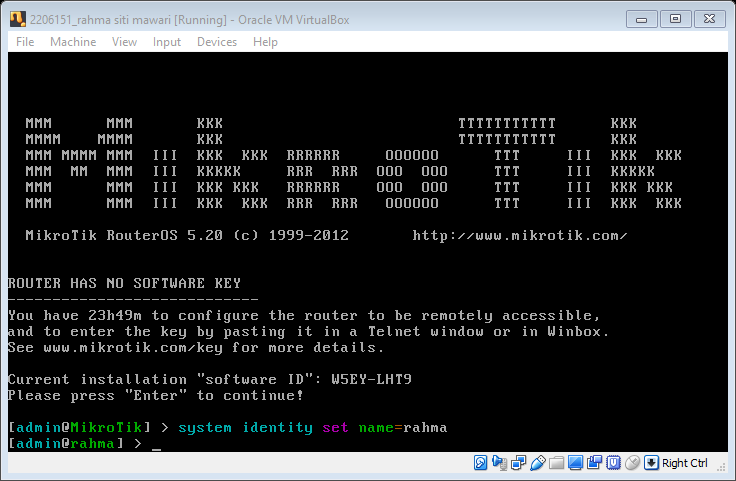 2206151_rahma siti mawari [Running] - Oracle VM VirtualBox
File Machine View Input Devices Help
MMM      MMM       KKK                          TTTTTTTTTTT      KKK
MMMM    MMMM       KKK                          TTTTTTTTTTT      KKK
MMM MMMM MMM  III  KKK  KKK  RRRRRR     OOOOOO      TTT     III  KKK  KKK
MMM  MM  MMM  III  KKKKK     RRR  RRR  OOO  OOO     TTT     III  KKKKK
MMM      MMM  III  KKK KKK   RRRRRR    OOO  OOO     TTT     III  KKK KKK
MMM      MMM  III  KKK  KKK  RRR  RRR   OOOOOO      TTT     III  KKK  KKK
MikroTik RouterOS 5.20 (c) 1999-2012       http://www.mikrotik.com/
ROUTER HAS NO SOFTWARE KEY
----------------------------
You have 23h49m to configure the router to be remotely accessible,
and to enter the key by pasting it in a Telnet window or in Winbox.
See www.mikrotik.com/key for more details.
Current installation "software ID": W5EY-LHT9
Please press "Enter" to continue!
[admin@MikroTik] > system identity set name=rahma
[admin@rahma] > _
Right Ctrl